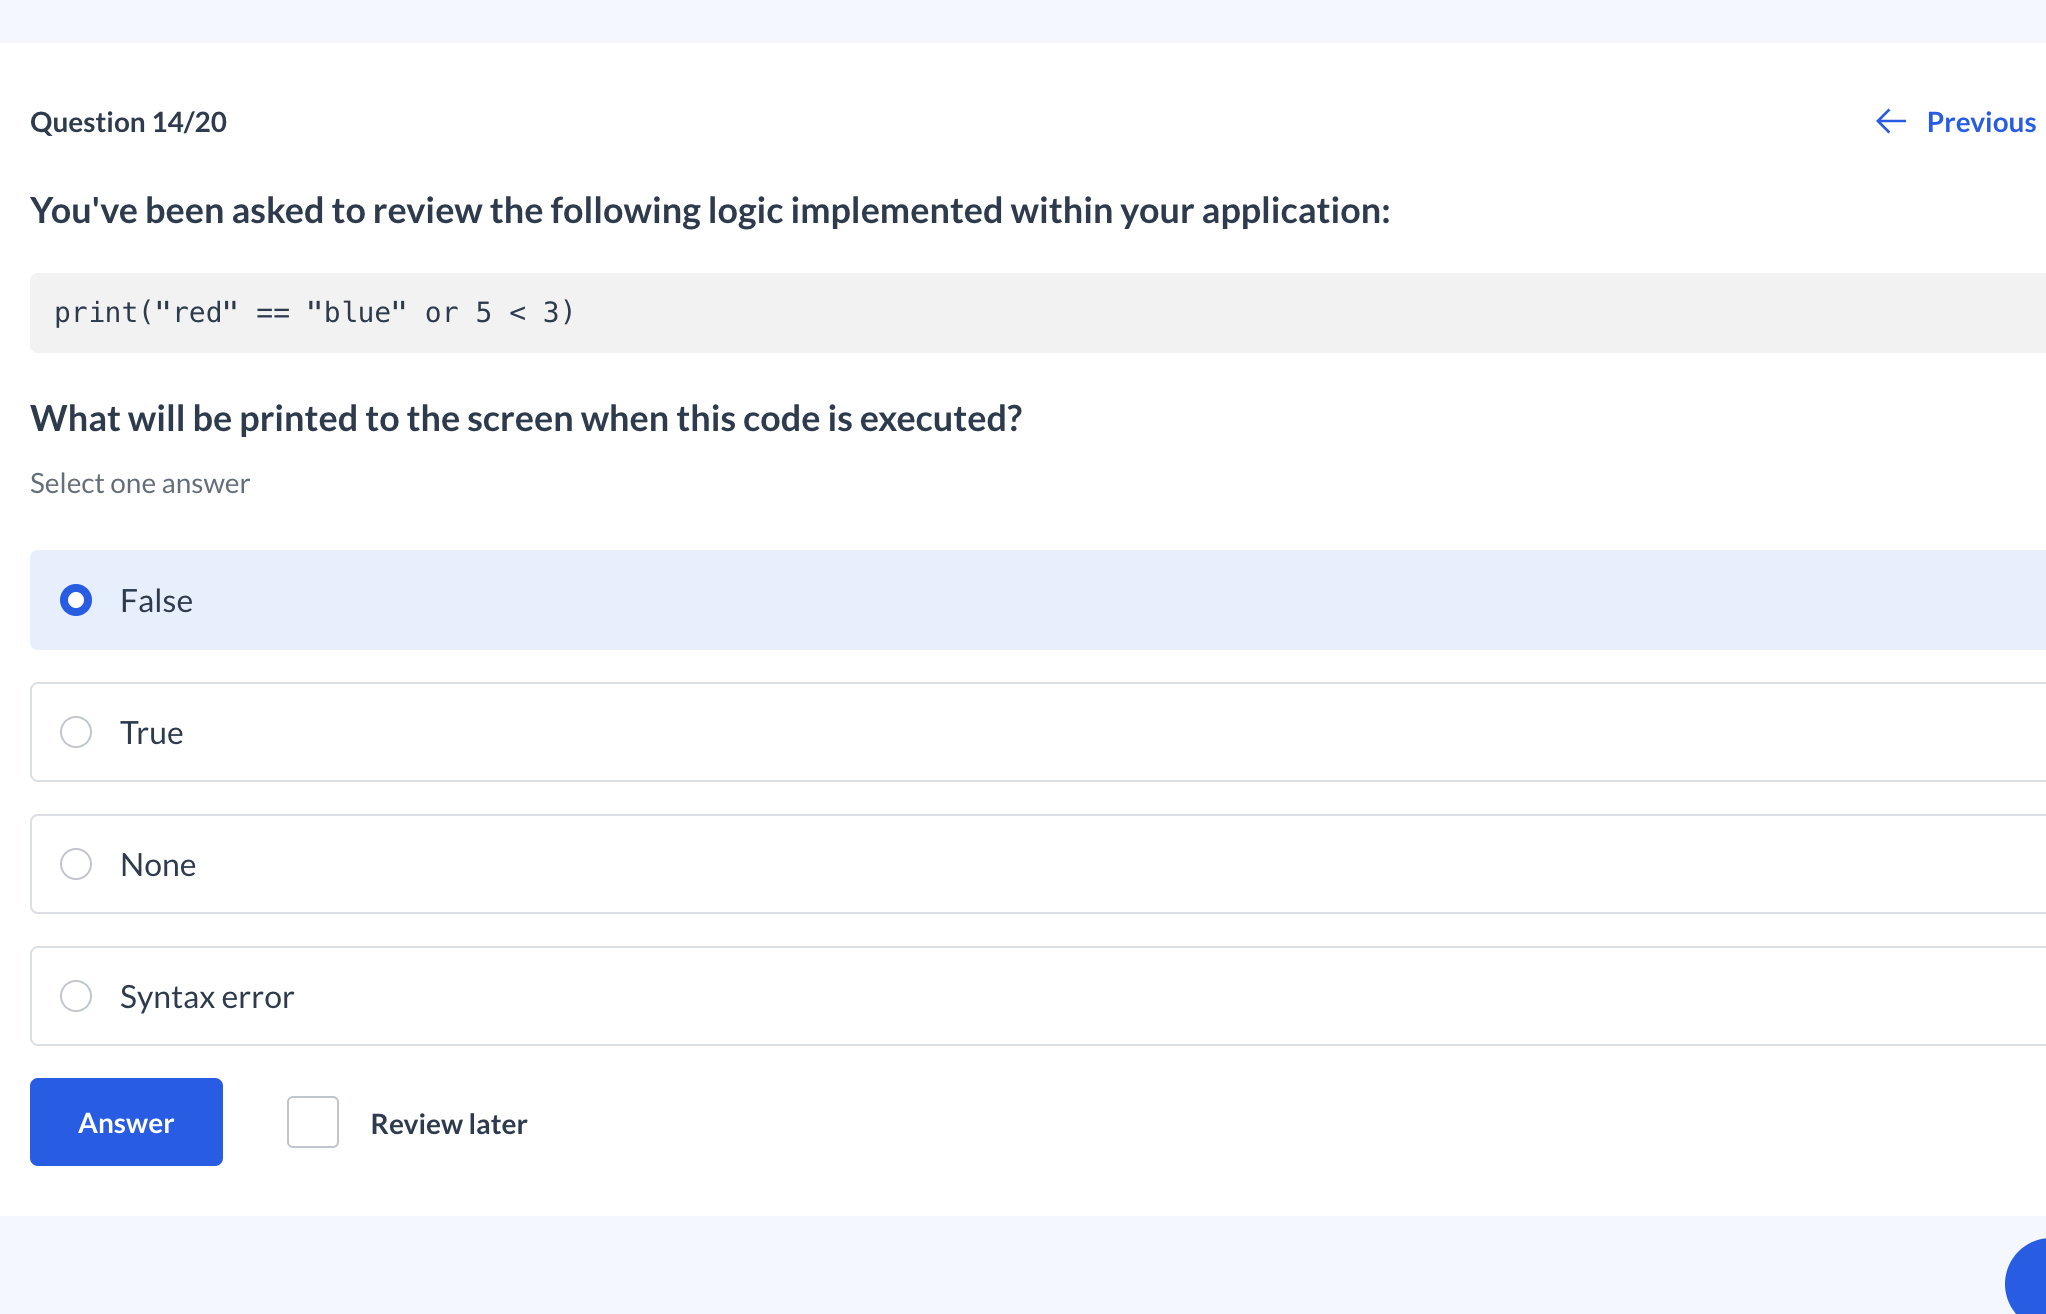 Question 14/20
Previous
You've been asked to review the following logic implemented within your application:
print("red" == "blue" or 5 < 3)
What will be printed to the screen when this code is executed?
Select one answer
False
True
None
Syntax error
Answer
Review later